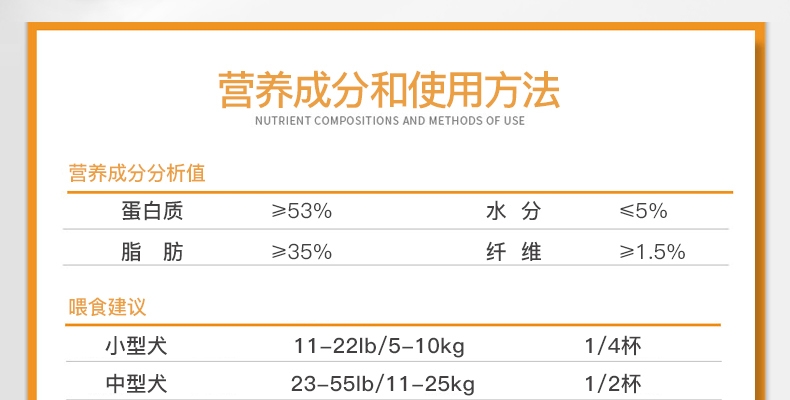 营养成分和使用方法
NUTRIENT COMPOSITIONS AND METHODS OF USE
营养成分分析值
蛋白质 ≥53% 水 分 ≤5%
脂 肪 ≥35% 纤 维 ≥1.5%
喂食建议
小型犬 11-22lb/5-10kg 1/4杯
中型犬 23-55lb/11-25kg 1/2杯